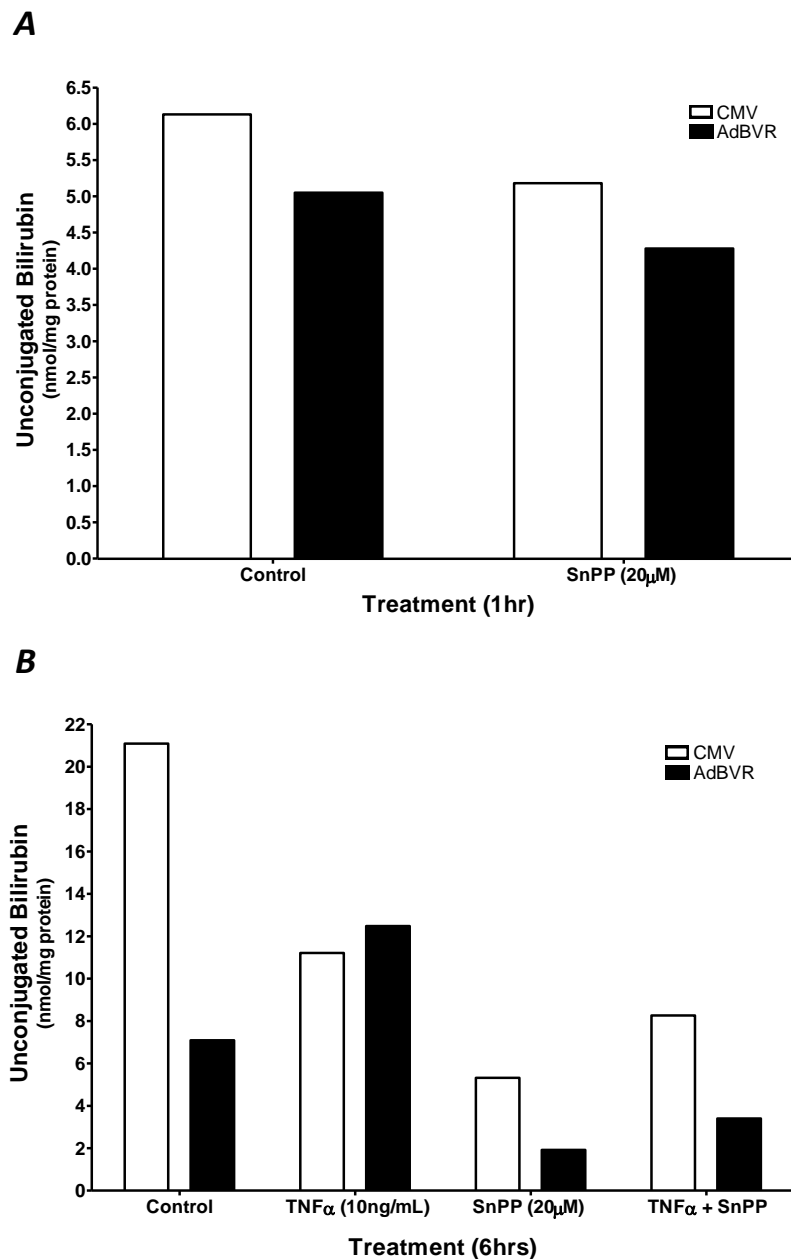 A
Unconjugated Bilirubin
(nmol/mg protein)
6.5
6.0
5.5
5.0
4.5
4.0
3.5
3.0
2.5
2.0
1.5
1.0
0.5
0.0
CMV
AdBVR
Control
SnPP (20μM)
Treatment (1hr)
B
Unconjugated Bilirubin
(nmol/mg protein)
22
20
18
16
14
12
10
8
6
4
2
0
CMV
AdBVR
Control
TNFα (10ng/mL)
SnPP (20μM)
TNFα + SnPP
Treatment (6hrs)